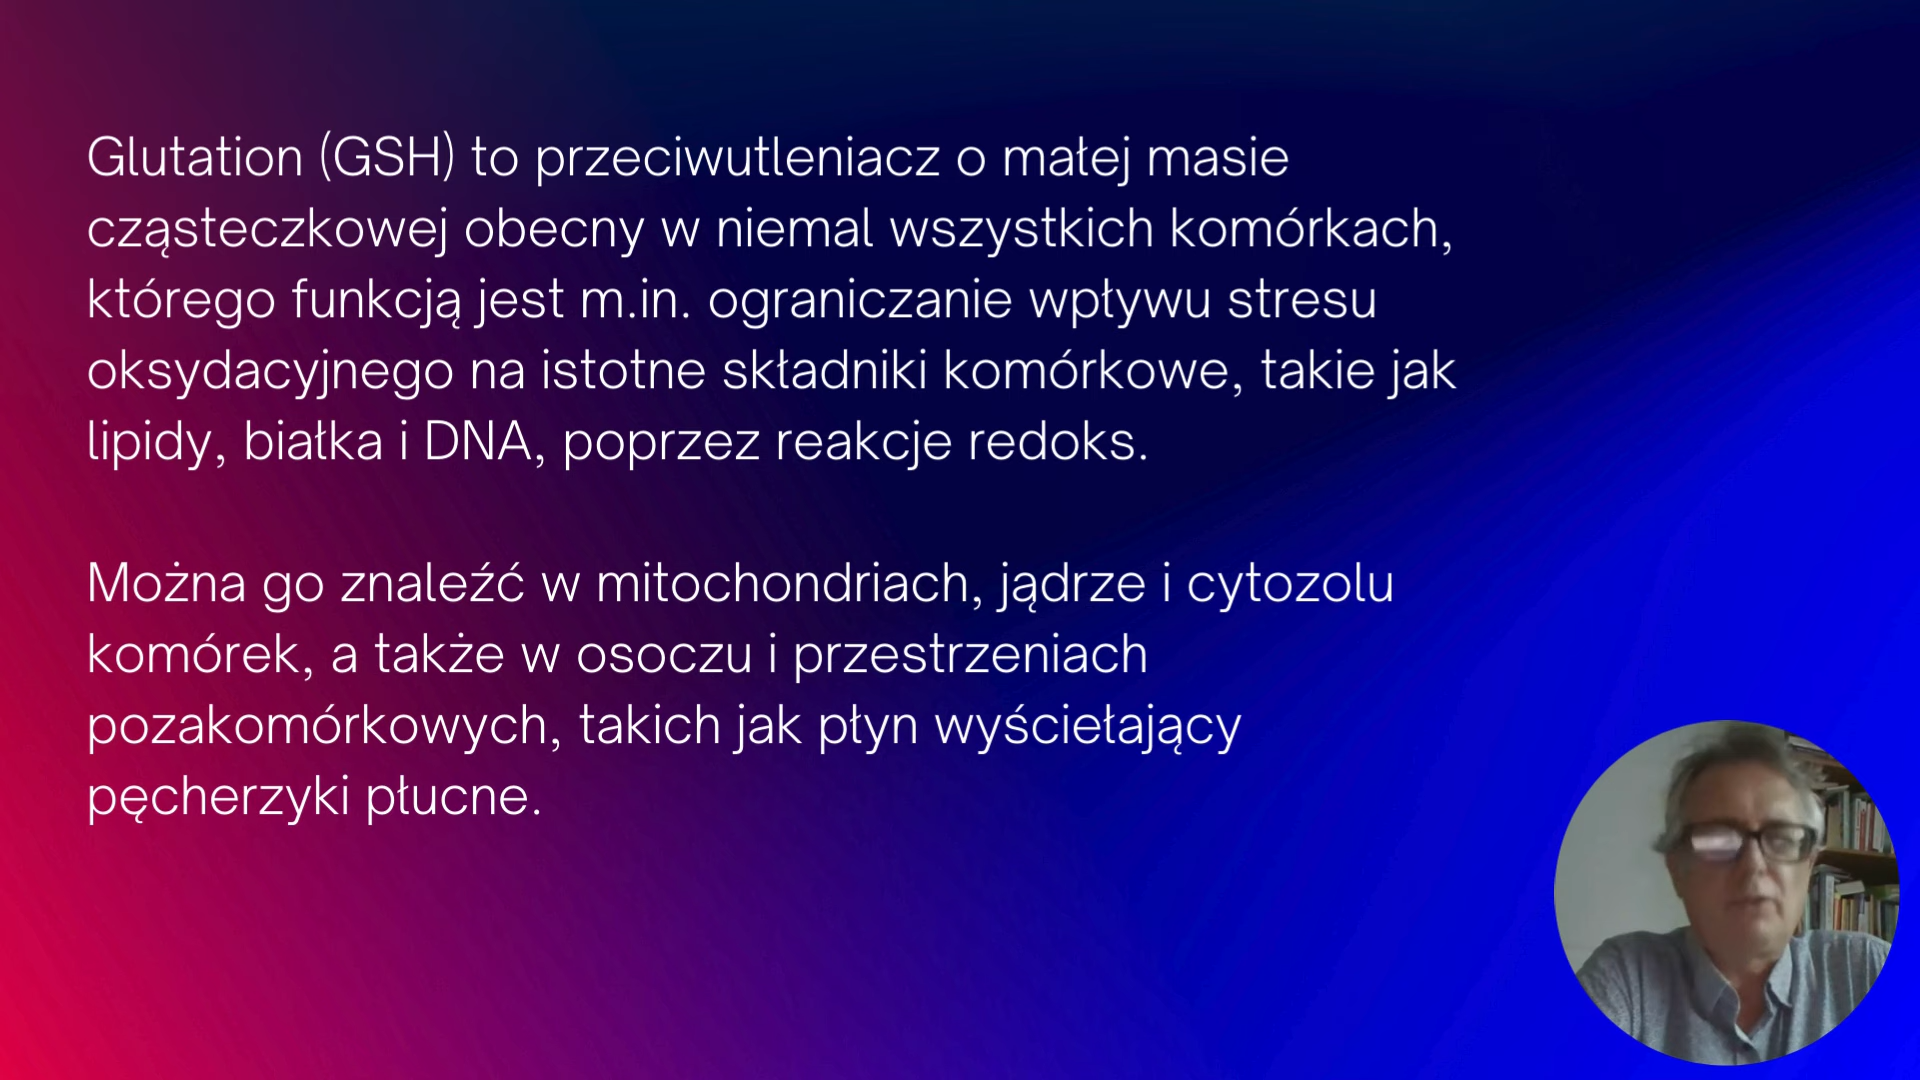 Glutation (GSH) to przeciwutleniacz o małej masie
cząsteczkowej obecny w niemal wszystkich komórkach,
którego funkcją jest m.in. ograniczanie wpływu stresu
oksydacyjnego na istotne składniki komórkowe, takie jak
lipidy, białka i DNA, poprzez reakcje redoks.
Można go znaleźć w mitochondriach, jądrze i cytozolu
komórek, a także w osoczu i przestrzeniach
pozakomórkowych, takich jak płyn wyściełający
pęcherzyki płucne.